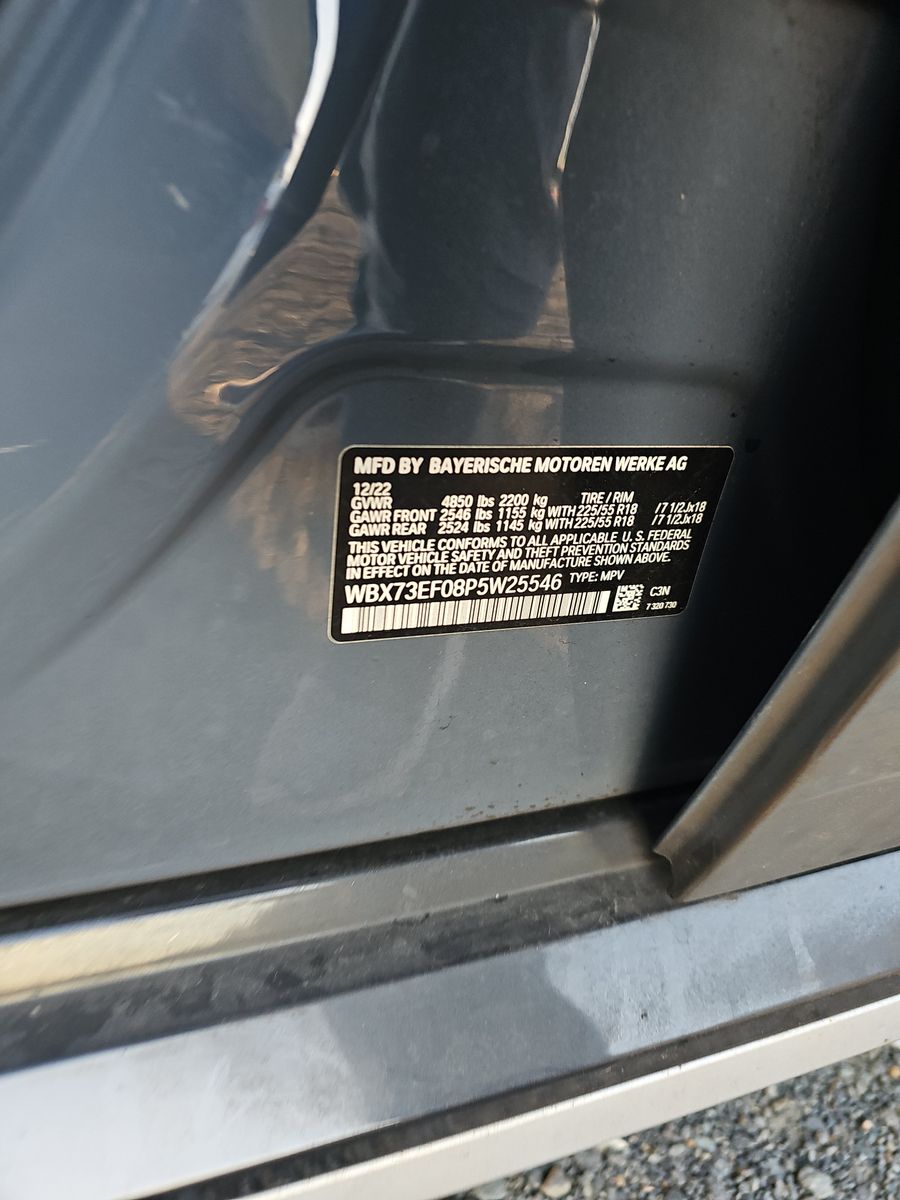 MFD BY BAYERISCHE MOTOREN WERKE AG
12/22
GVWR 4850 lbs 2200 kg TIRE / RIM
GAWR FRONT 2546 lbs 1155 kg WITH 225/55 R18 / 7 1/2Jx18
GAWR REAR 2524 lbs 1145 kg WITH 225/55 R18 / 7 1/2Jx18
THIS VEHICLE CONFORMS TO ALL APPLICABLE U. S. FEDERAL
MOTOR VEHICLE SAFETY AND THEFT PREVENTION STANDARDS
IN EFFECT ON THE DATE OF MANUFACTURE SHOWN ABOVE.
WBX73EF08P5W25546 TYPE: MPV
C3N
7 320 730